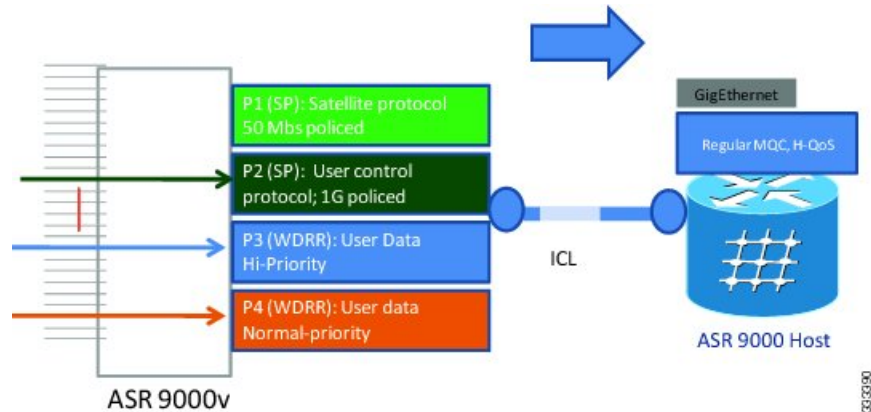 P1 (SP): Satellite protocol
50 Mbs policed
P2 (SP): User control
protocol; 1G policed
P3 (WDRR): User Data
Hi-Priority
P4 (WDRR): User data
Normal-priority
ASR 9000v
ICL
GigEthernet
Regular MQC, H-QoS
ASR 9000 Host
333390